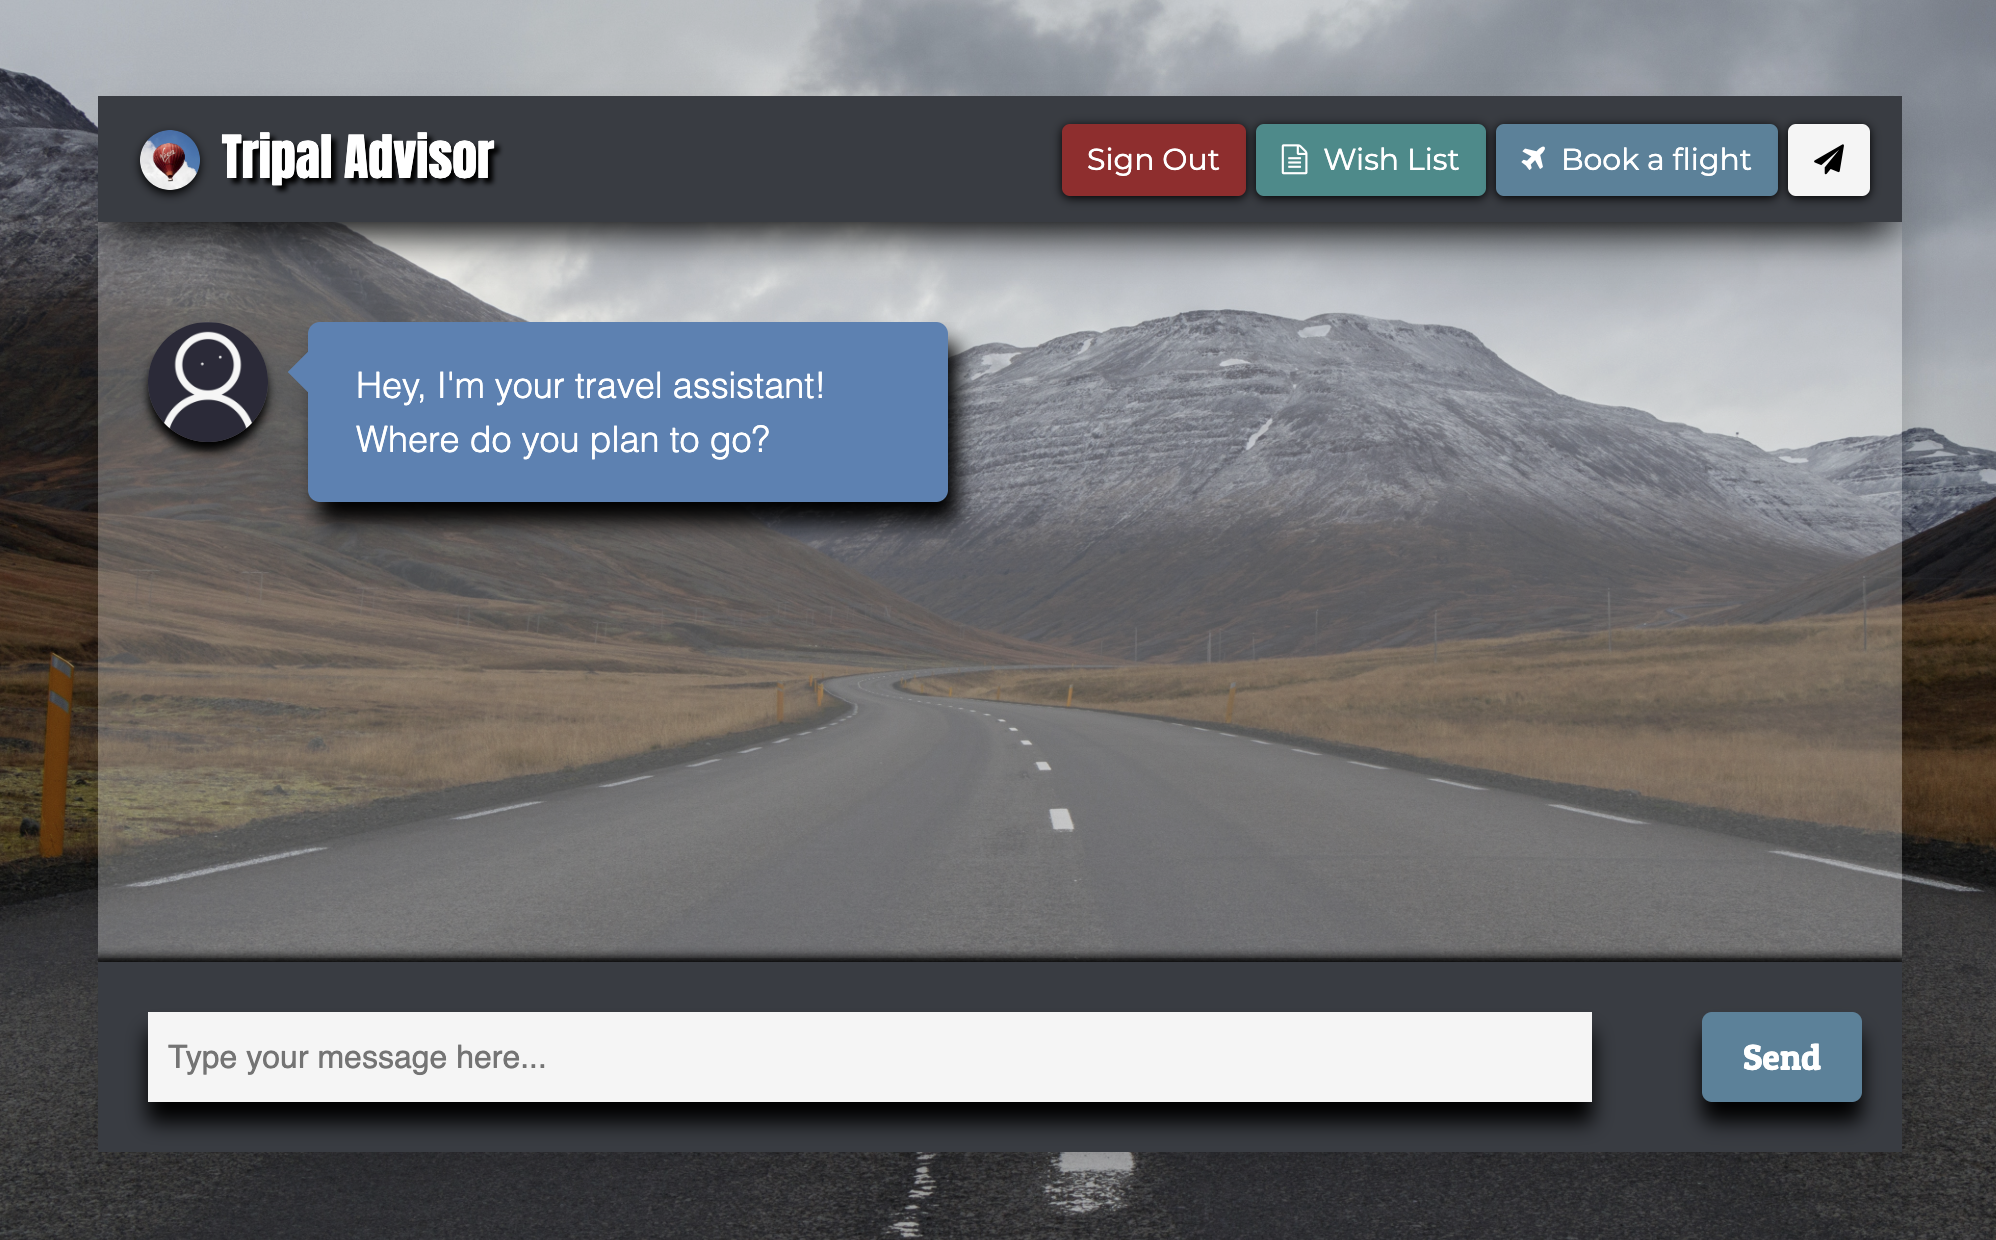 Tripal Advisor
Sign Out
Wish List
Book a flight
Hey, I'm your travel assistant!
Where do you plan to go?
Type your message here...
Send